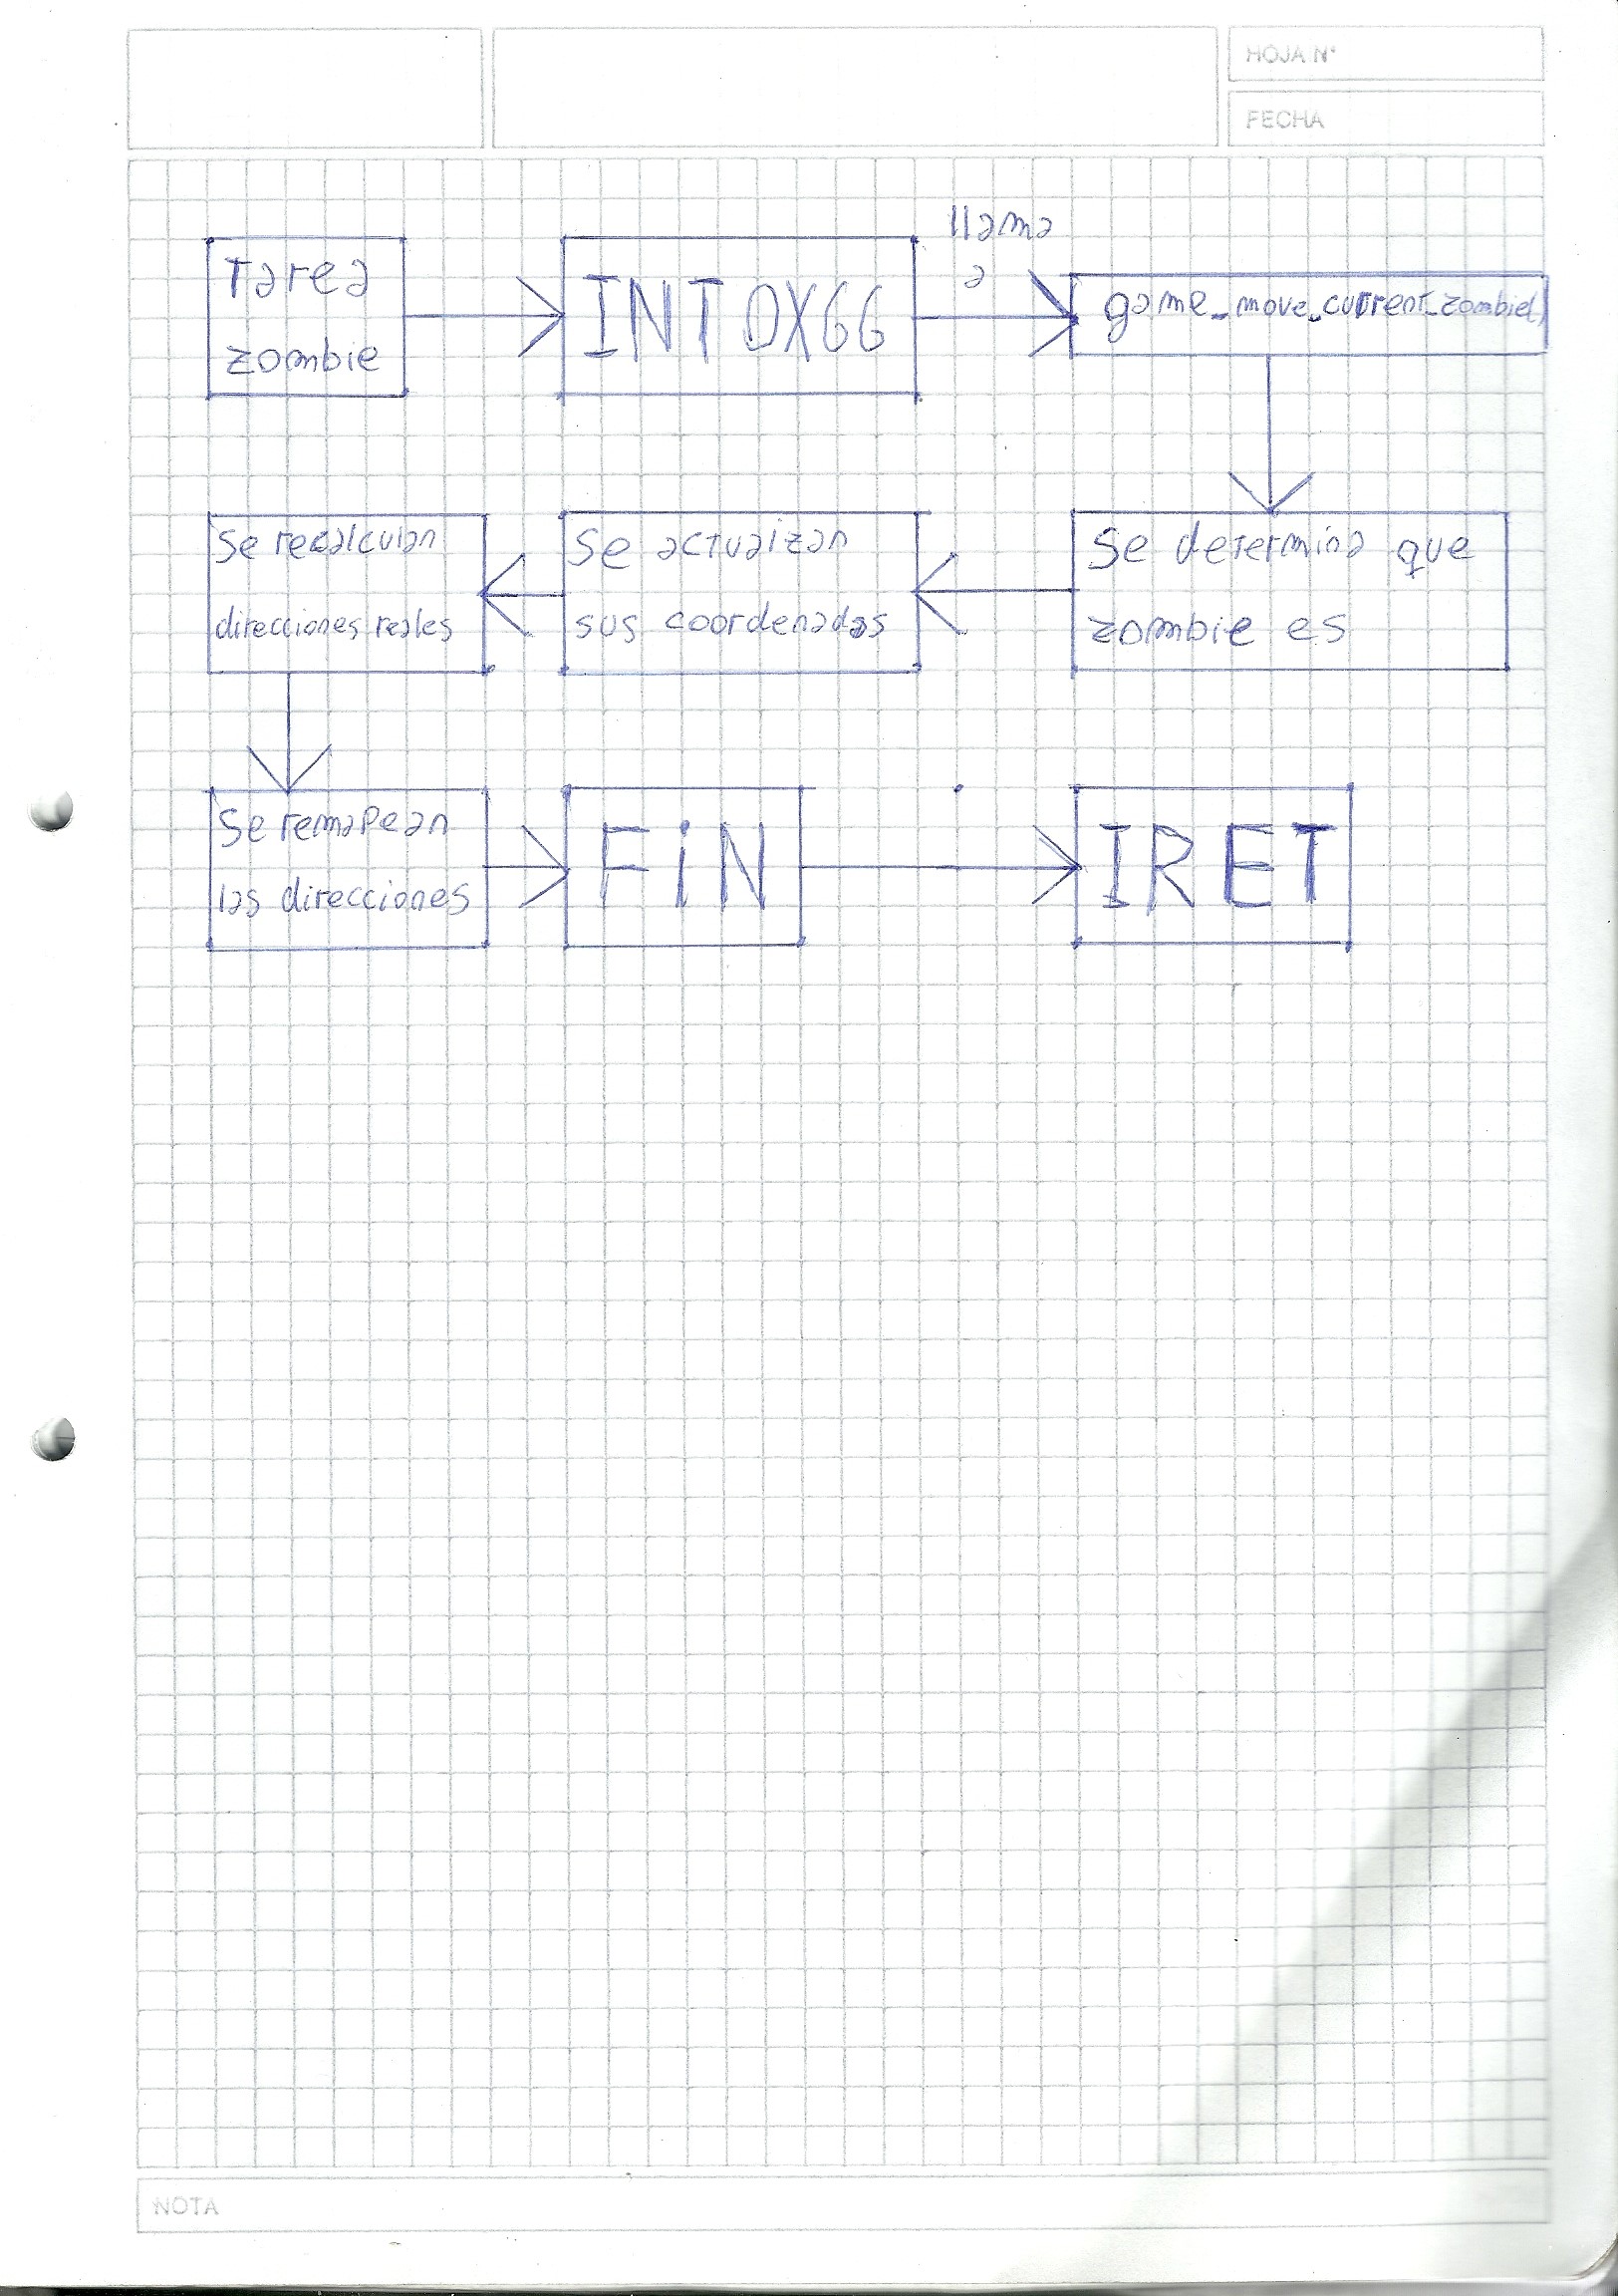 HOJA Nº
FECHA
Tarea
zombie
INT 0X66
llama
a
game_move_current_zombie()
Se determina que
zombie es
Se actualizan
sus coordenadas
Se recalculan
direcciones reales
Se remapean
las direcciones
FiN
IRET
NOTA